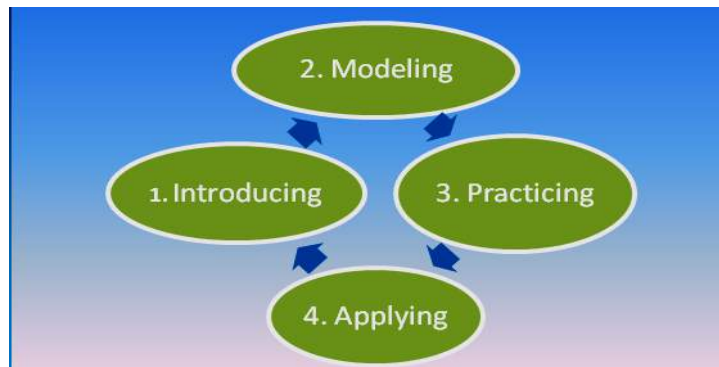 2. Modeling
1. Introducing
3. Practicing
4. Applying